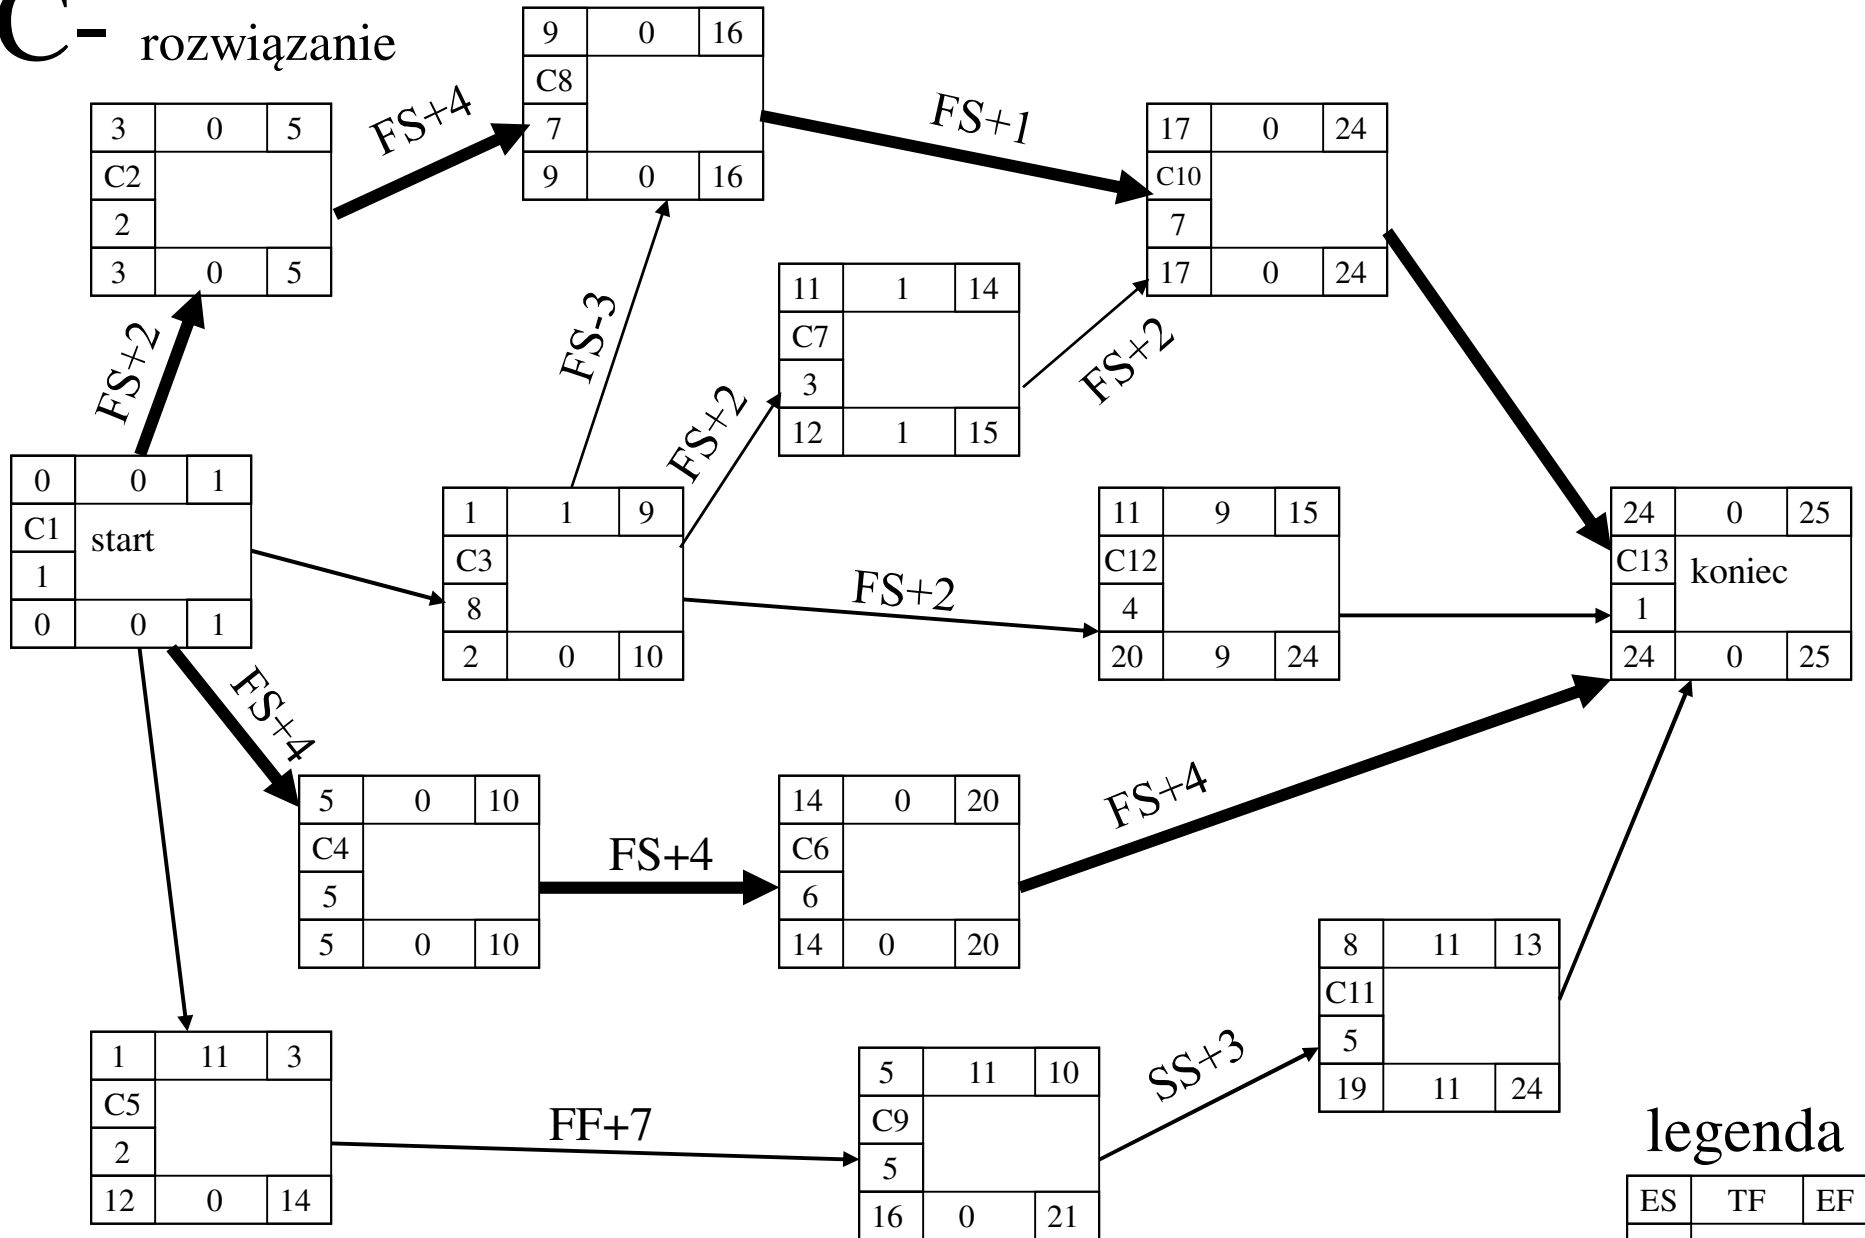 C- rozwiązanie
9 0 16
C8
7
9 0 16
3 0 5
C2
2
3 0 5
FS+4
FS+1
17 0 24
C10
7
17 0 24
FS+2
FS-3
11 1 14
C7
3
12 1 15
FS+2
FS+2
0 0 1
C1 start
1
0 0 1
1 1 9
C3
8
2 0 10
FS+2
11 9 15
C12
4
20 9 24
24 0 25
C13 koniec
1
24 0 25
FS+4
5 0 10
C4
5
5 0 10
FS+4
14 0 20
C6
6
14 0 20
FS+4
8 11 13
C11
5
19 11 24
1 11 3
C5
2
12 0 14
FF+7
5 11 10
C9
5
16 0 21
SS+3
legenda
ES TF EF